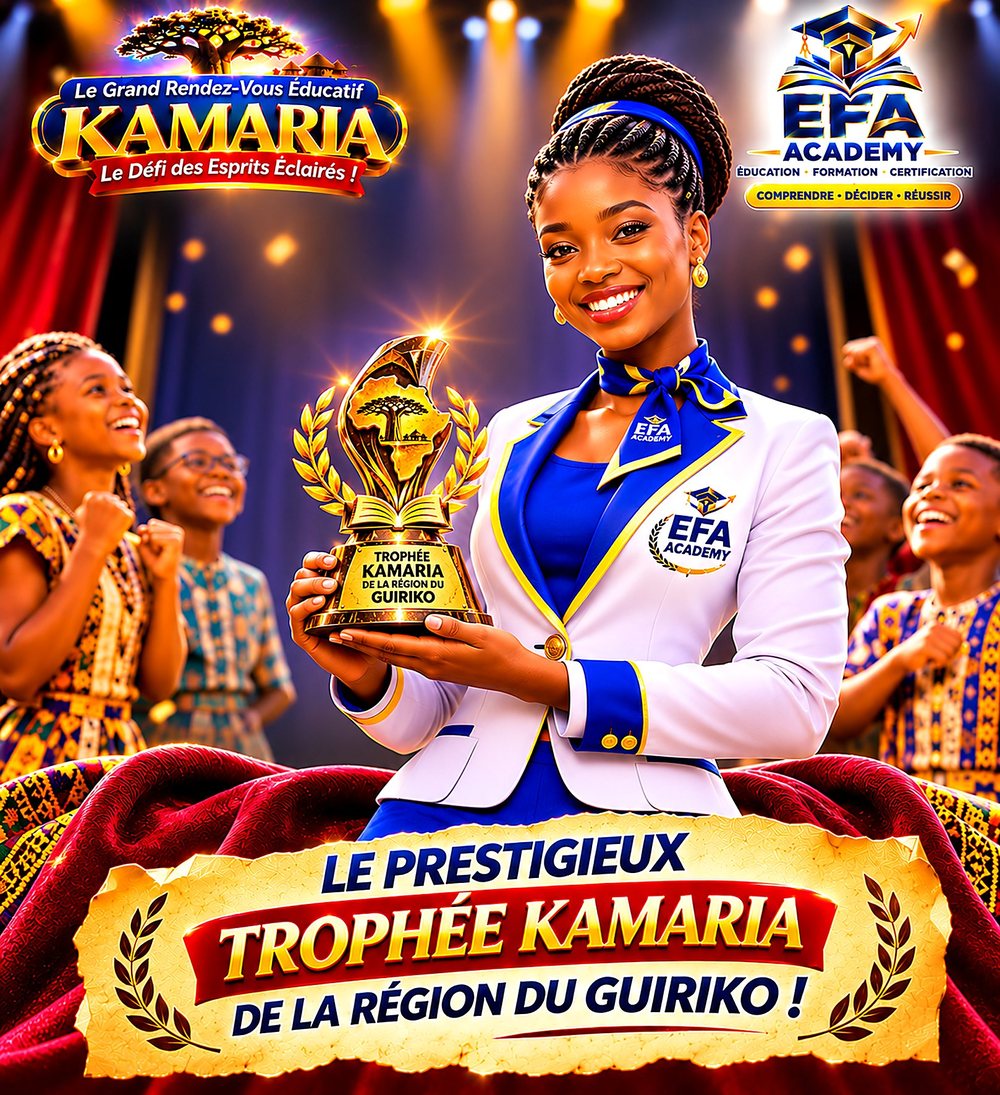 Le Grand Rendez-Vous Éducatif
KAMARIA
Le Défi des Esprits Éclairés !
EFA
ACADEMY
ÉDUCATION • FORMATION • CERTIFICATION
COMPRENDRE • DÉCIDER • RÉUSSIR
EFA
ACADEMY
EFA
ACADEMY
TROPHÉE
KAMARIA
DE LA RÉGION DU
GUIRIKO
LE PRESTIGIEUX
TROPHÉE KAMARIA
DE LA RÉGION DU GUIRIKO !